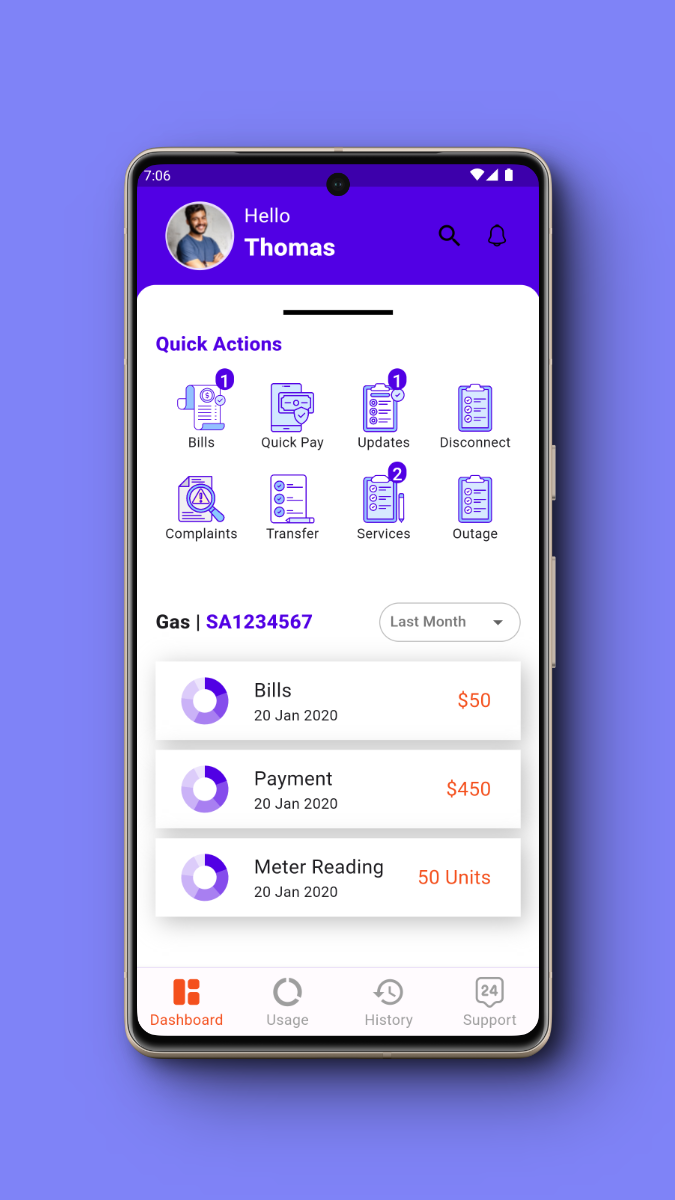 7:06
Hello
Thomas
Quick Actions
1
1
Bills
Quick Pay
Updates
Disconnect
2
Complaints
Transfer
Services
Outage
Gas | SA1234567
Last Month
Bills
20 Jan 2020
$50
Payment
20 Jan 2020
$450
Meter Reading
20 Jan 2020
50 Units
24
Dashboard
Usage
History
Support